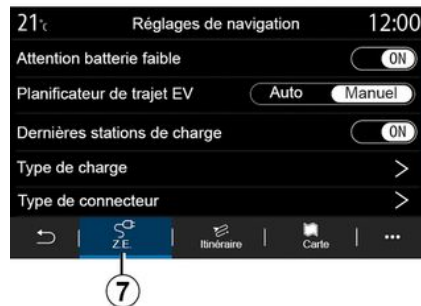 21°C Réglages de navigation 12:00
Attention batterie faible ON
Planificateur de trajet EV Auto Manuel
Dernières stations de charge ON
Type de charge >
Type de connecteur >
Z.E. Itinéraire Carte ...
7